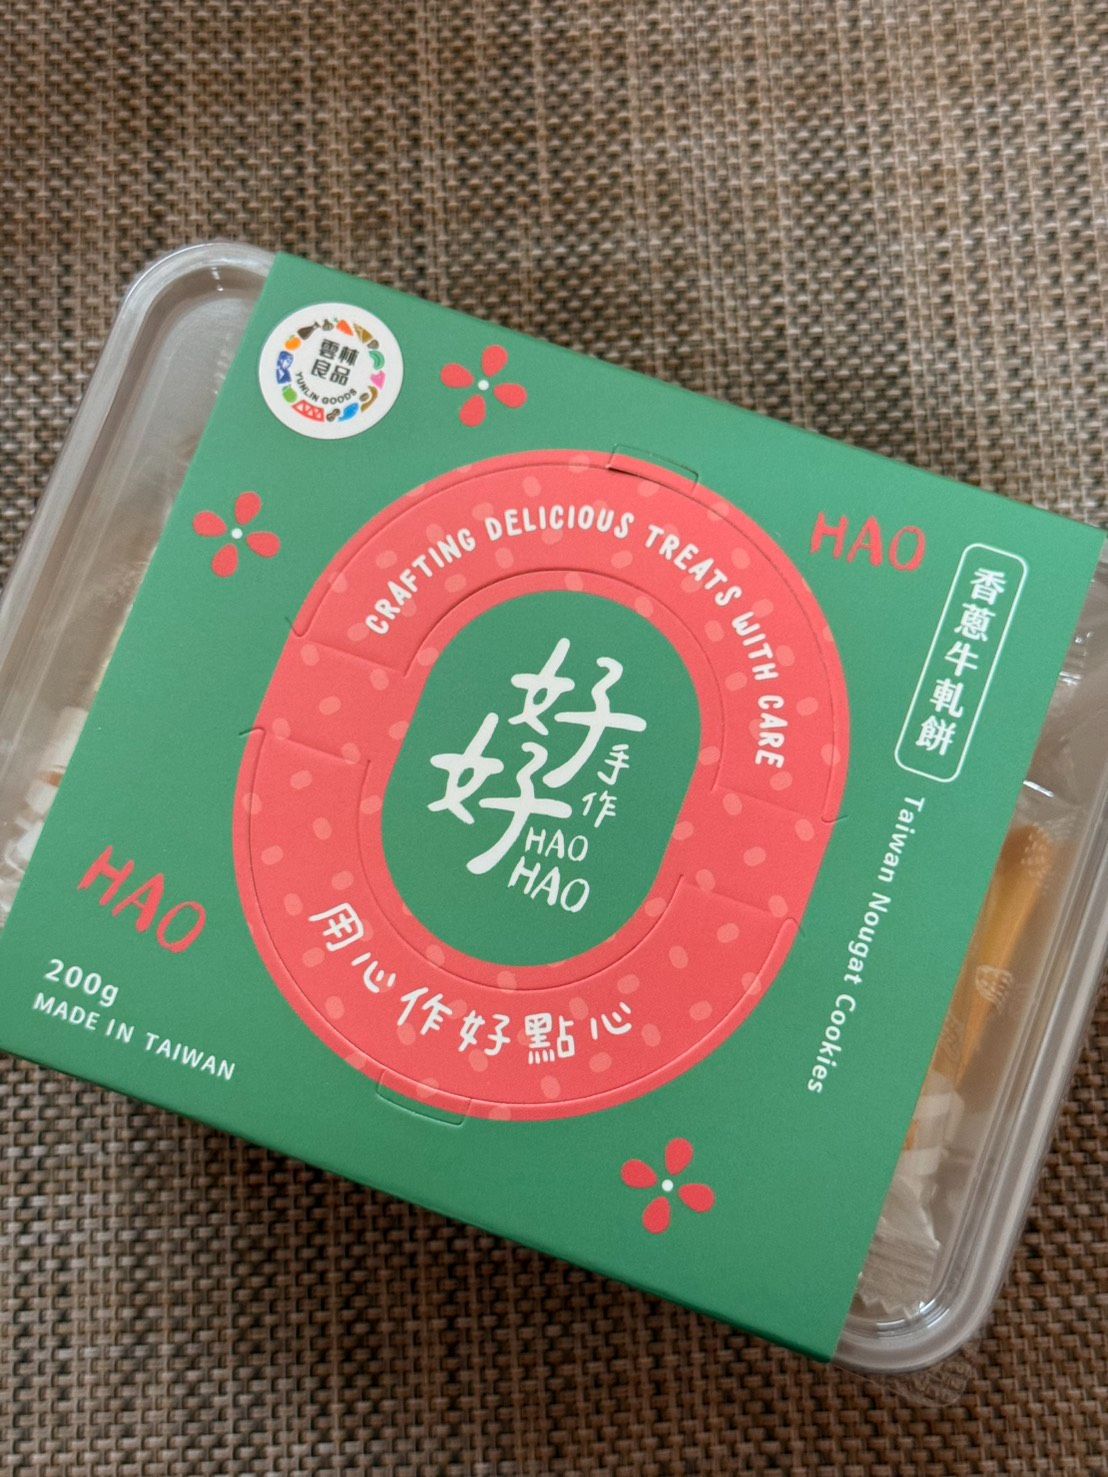 雲林
良品
YUNLIN GOODS
HAO
香蔥牛軋餅
Taiwan Nougat Cookies
CRAFTING DELICIOUS TREATS WITH CARE
好好
手作
HAO
HAO
用心作好點心
HAO
200g
MADE IN TAIWAN